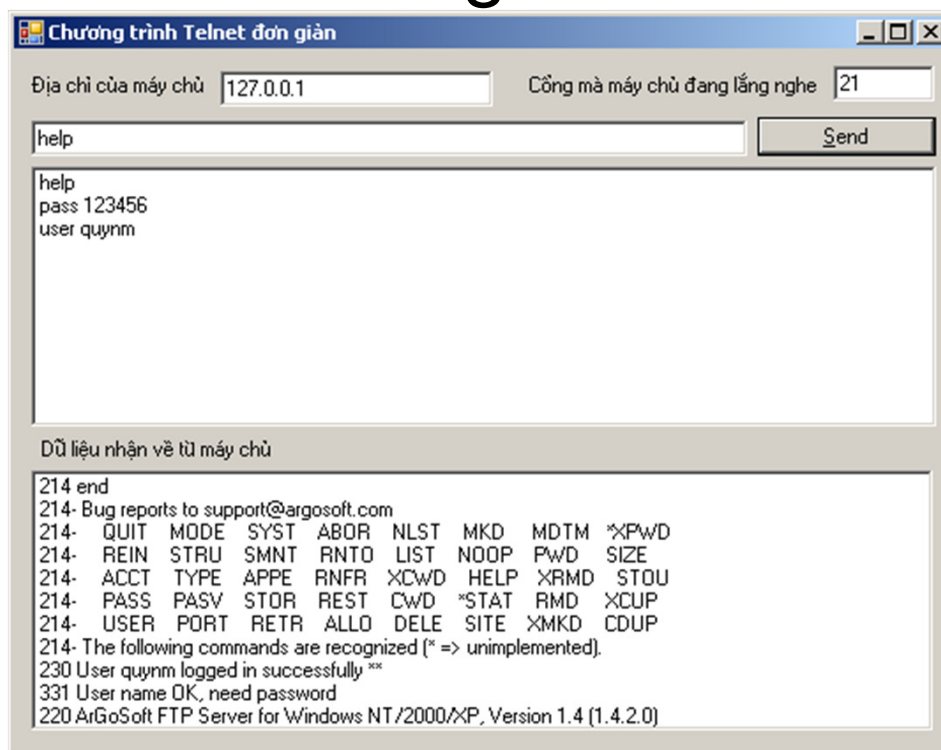 Chương trình Telnet đơn giản
Địa chỉ của máy chủ 127.0.0.1 Cổng mà máy chủ đang lắng nghe 21
help Send
help
pass 123456
user quynm
Dữ liệu nhận về từ máy chủ
214 end
214- Bug reports to support@argosoft.com
214- QUIT MODE SYST ABOR NLST MKD MDTM *XPWD
214- REIN STRU SMNT RNTO LIST NOOP PWD SIZE
214- ACCT TYPE APPE RNFR XCWD HELP XRMD STOU
214- PASS PASV STOR REST CWD *STAT RMD XCUP
214- USER PORT RETR ALLO DELE SITE XMKD CDUP
214- The following commands are recognized (* => unimplemented).
230 User quynm logged in successfully **
331 User name OK, need password
220 ArGoSoft FTP Server for Windows NT/2000/XP, Version 1.4 (1.4.2.0)